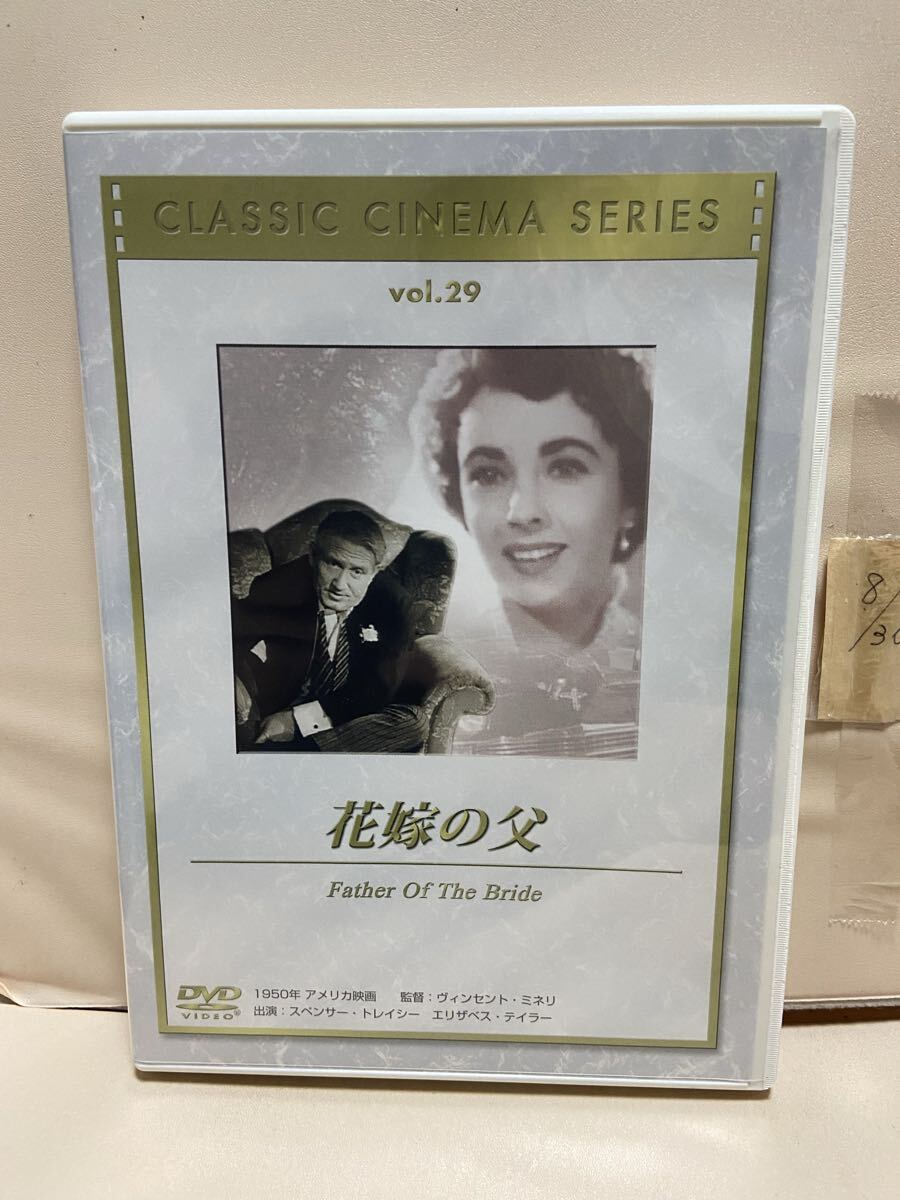 CLASSIC CINEMA SERIES
vol.29
花嫁の父
Father Of The Bride
DVD
VIDEO®
1950年 アメリカ映画 監督：ヴィンセント・ミネリ
出演：スペンサー・トレイシー エリザベス・テイラー
8/